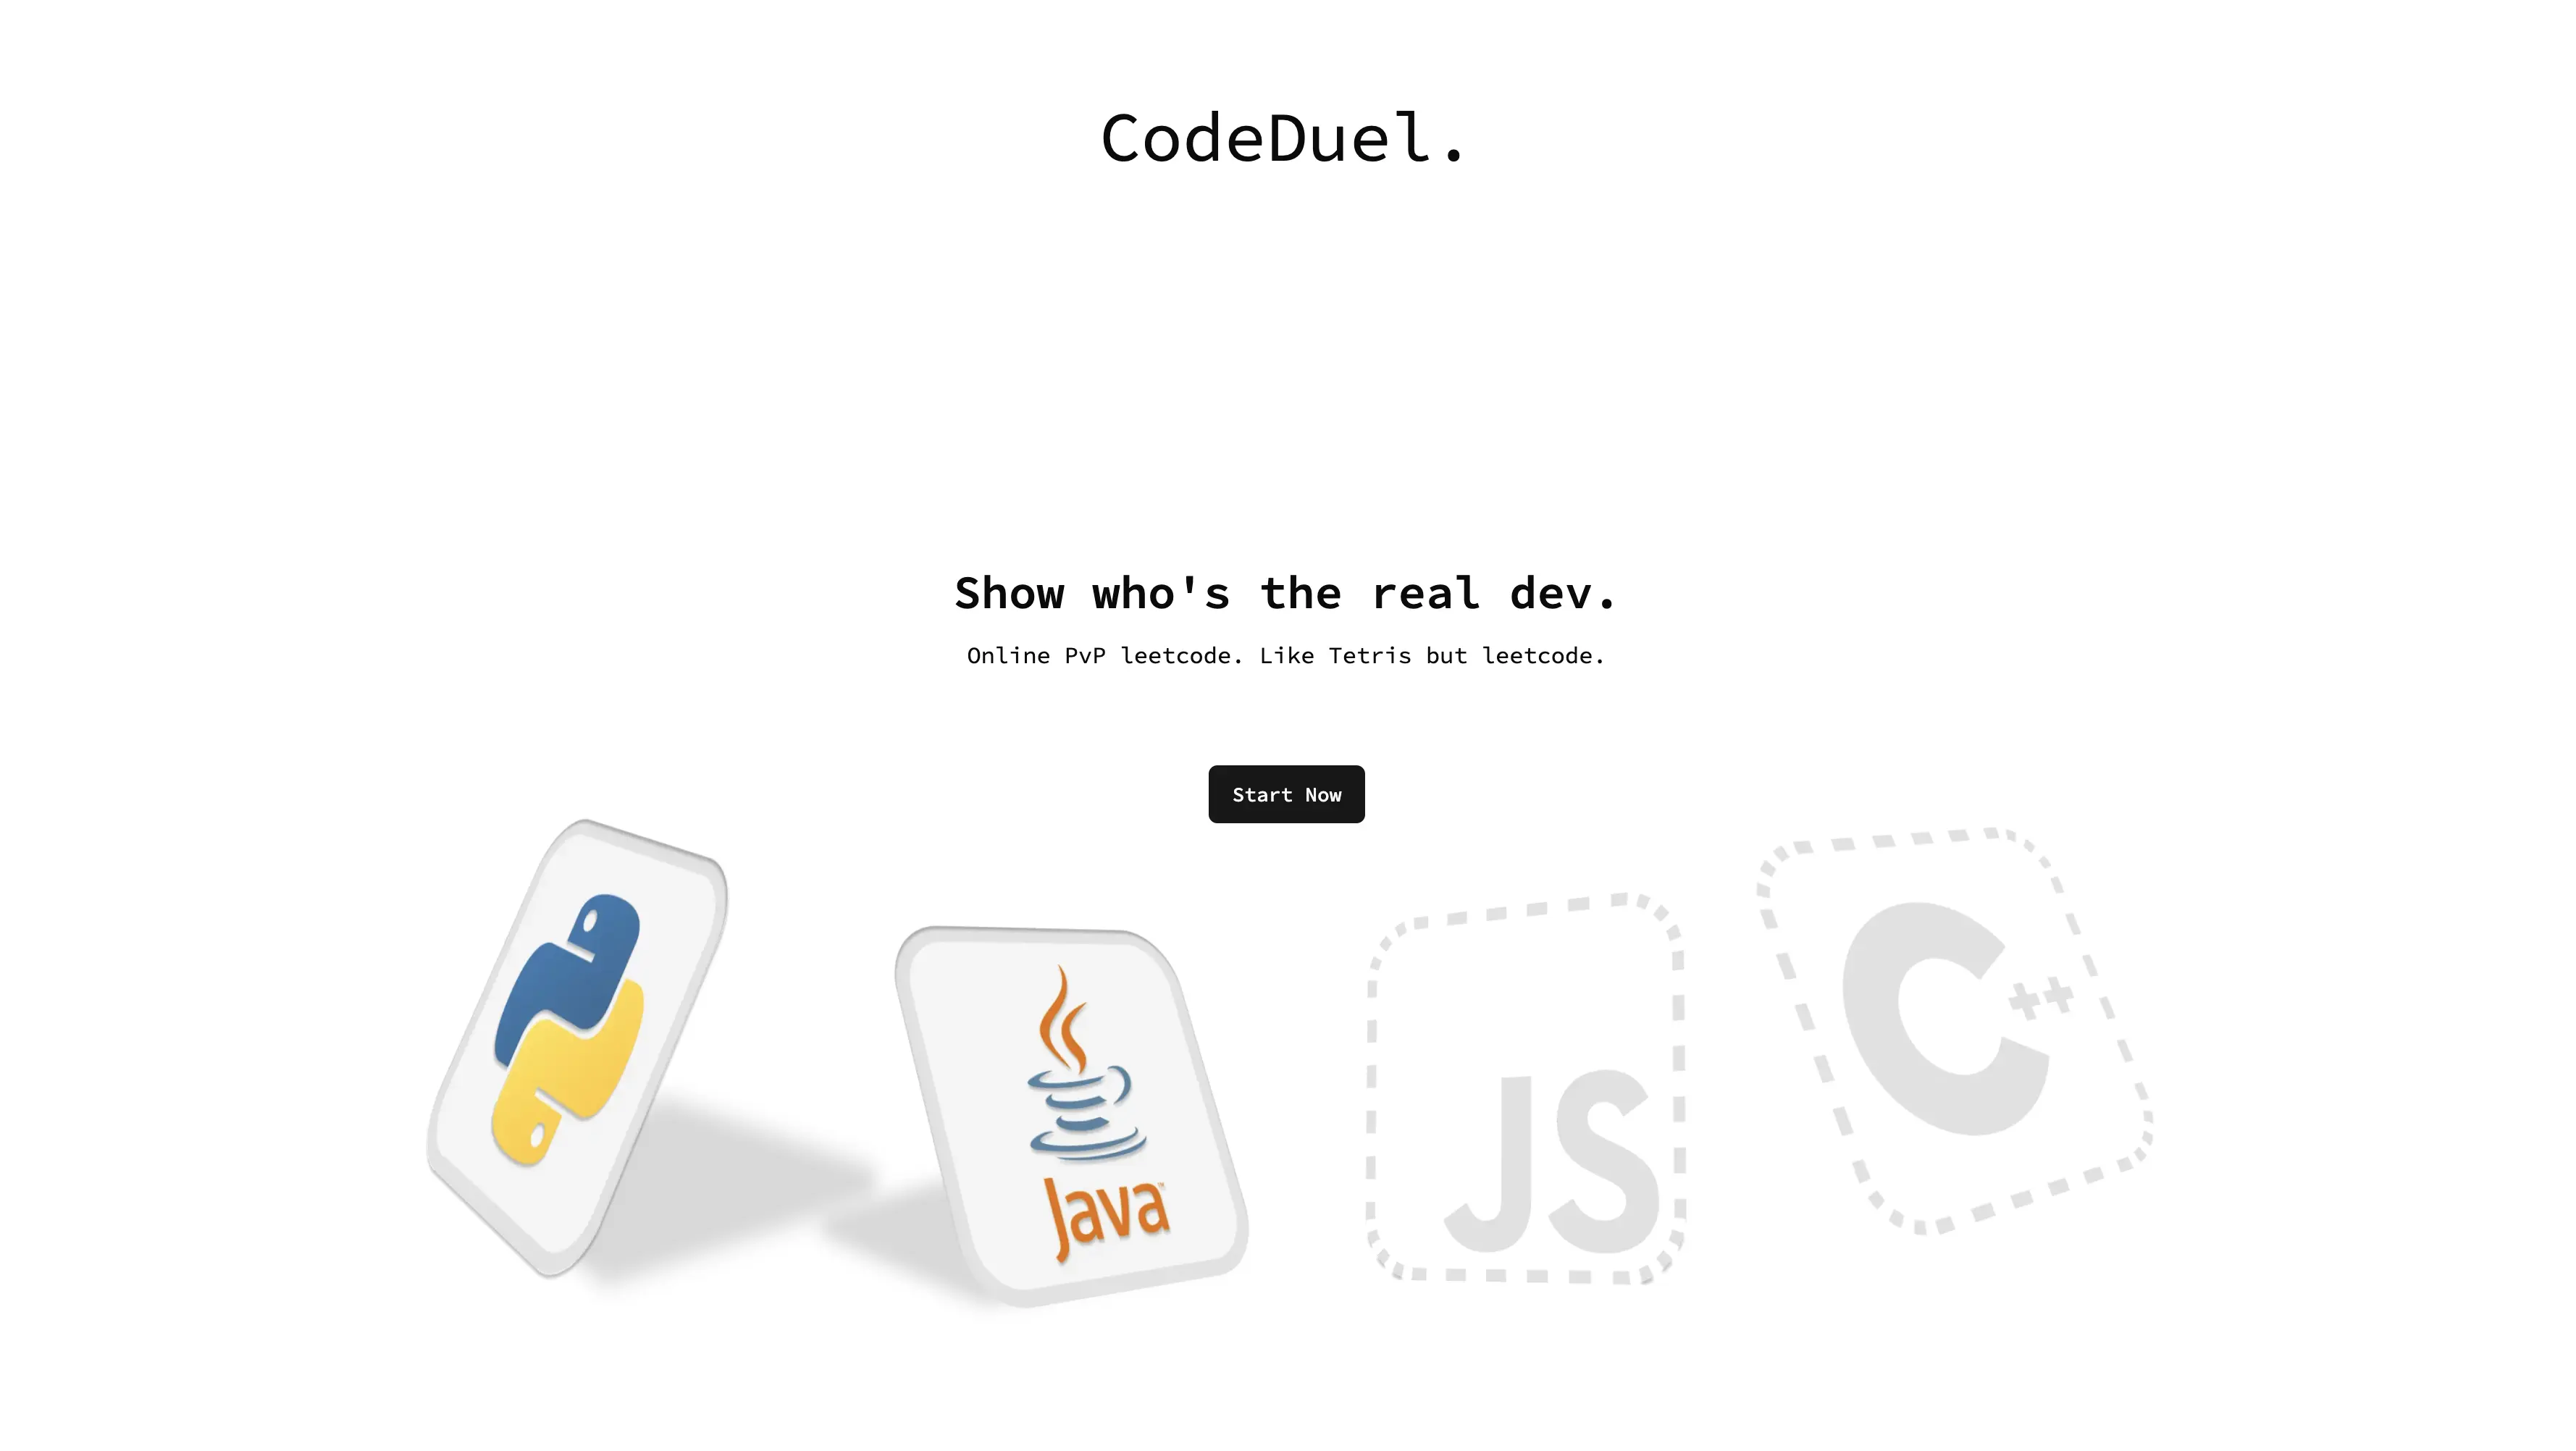 CodeDuel.
Show who's the real dev.
Online PvP leetcode. Like Tetris but leetcode.
Start Now
C++
Java
JS